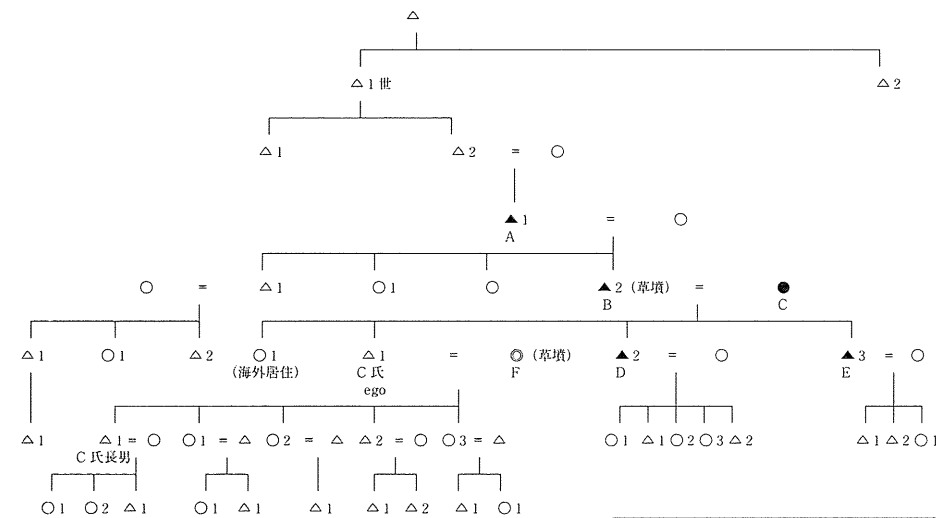 △
△ 1 世 △ 2
△ 1 △ 2 = ○
▲ 1 = ○
A
○ = △ 1 ○ 1 ○ ▲ 2 (草墳) = ●
B C
△ 1 ○ 1 △ 2 ○ 1 △ 1 = ◎ (草墳) ▲ 2 = ○ ▲ 3 = ○
(海外居住) C 氏 F D E
ego
△ 1 △ 1 = ○ ○ 1 = △ ○ 2 = △ △ 2 = ○ ○ 3 = △ ○ 1 △ 1 ○ 2 ○ 3 △ 2 △ 1 △ 2 ○ 1
C 氏長男
○ 1 ○ 2 △ 1 ○ 1 △ 1 △ 1 △ 1 △ 2 △ 1 ○ 1